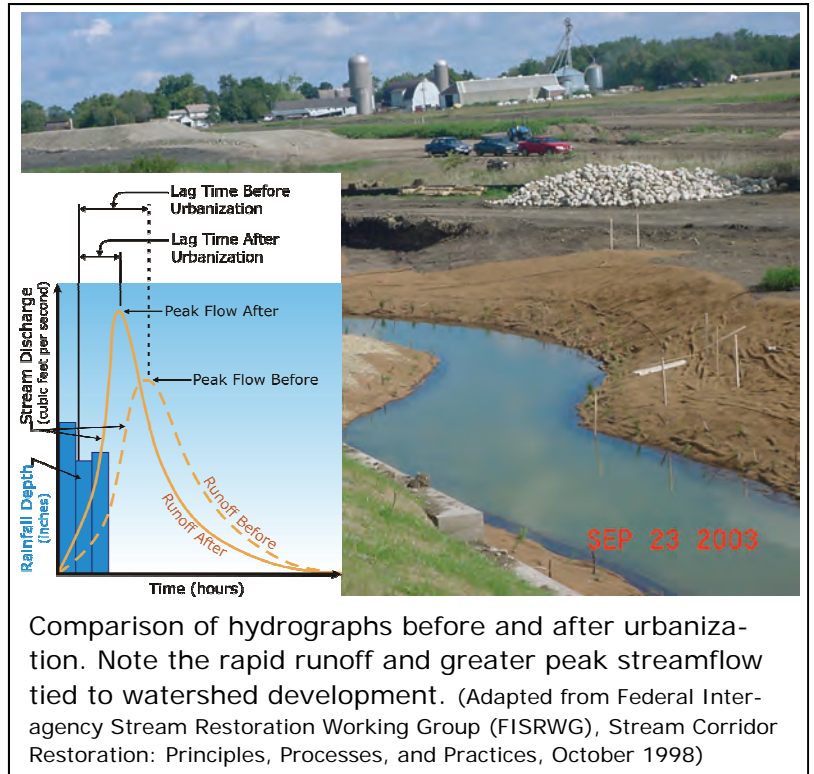 Lag Time Before
Urbanization
Lag Time After
Urbanization
Peak Flow After
Peak Flow Before
Stream Discharge
(cubic feet per second)
Rainfall Depth
(inches)
Runoff Before
Runoff After
Time (hours)
SEP 23 2003
Comparison of hydrographs before and after urbaniza-
tion. Note the rapid runoff and greater peak streamflow
tied to watershed development. (Adapted from Federal Inter-
agency Stream Restoration Working Group (FISRWG), Stream Corridor
Restoration: Principles, Processes, and Practices, October 1998)